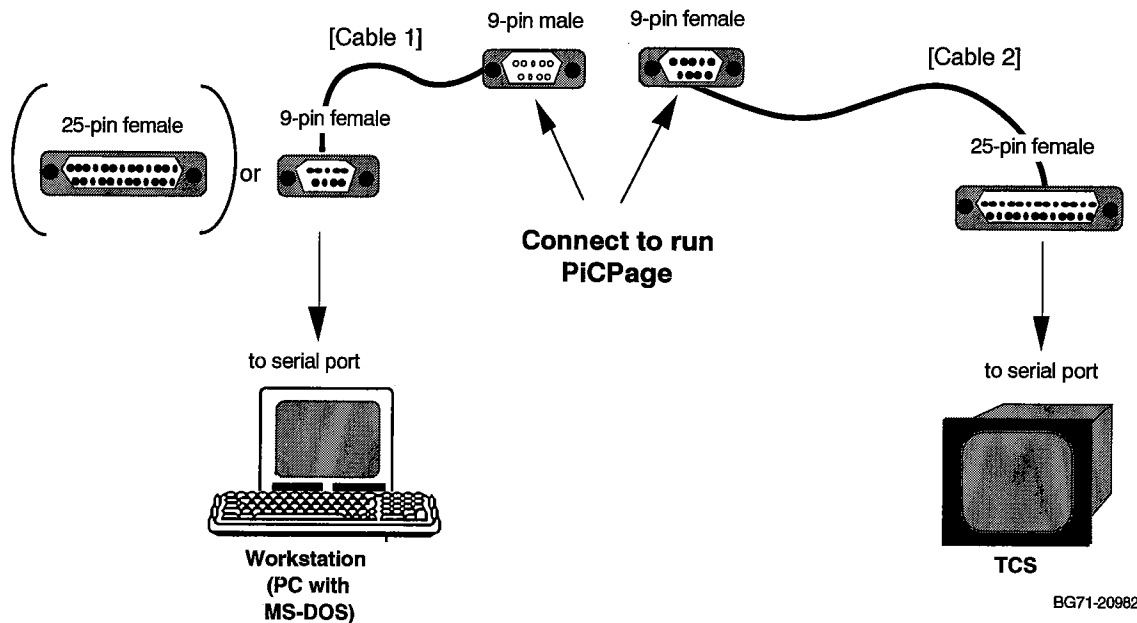 9-pin male
9-pin female
[Cable 1]
[Cable 2]
25-pin female
or
9-pin female
25-pin female
Connect to run
PiCPage
to serial port
to serial port
Workstation
(PC with
MS-DOS)
TCS
BG71-20982